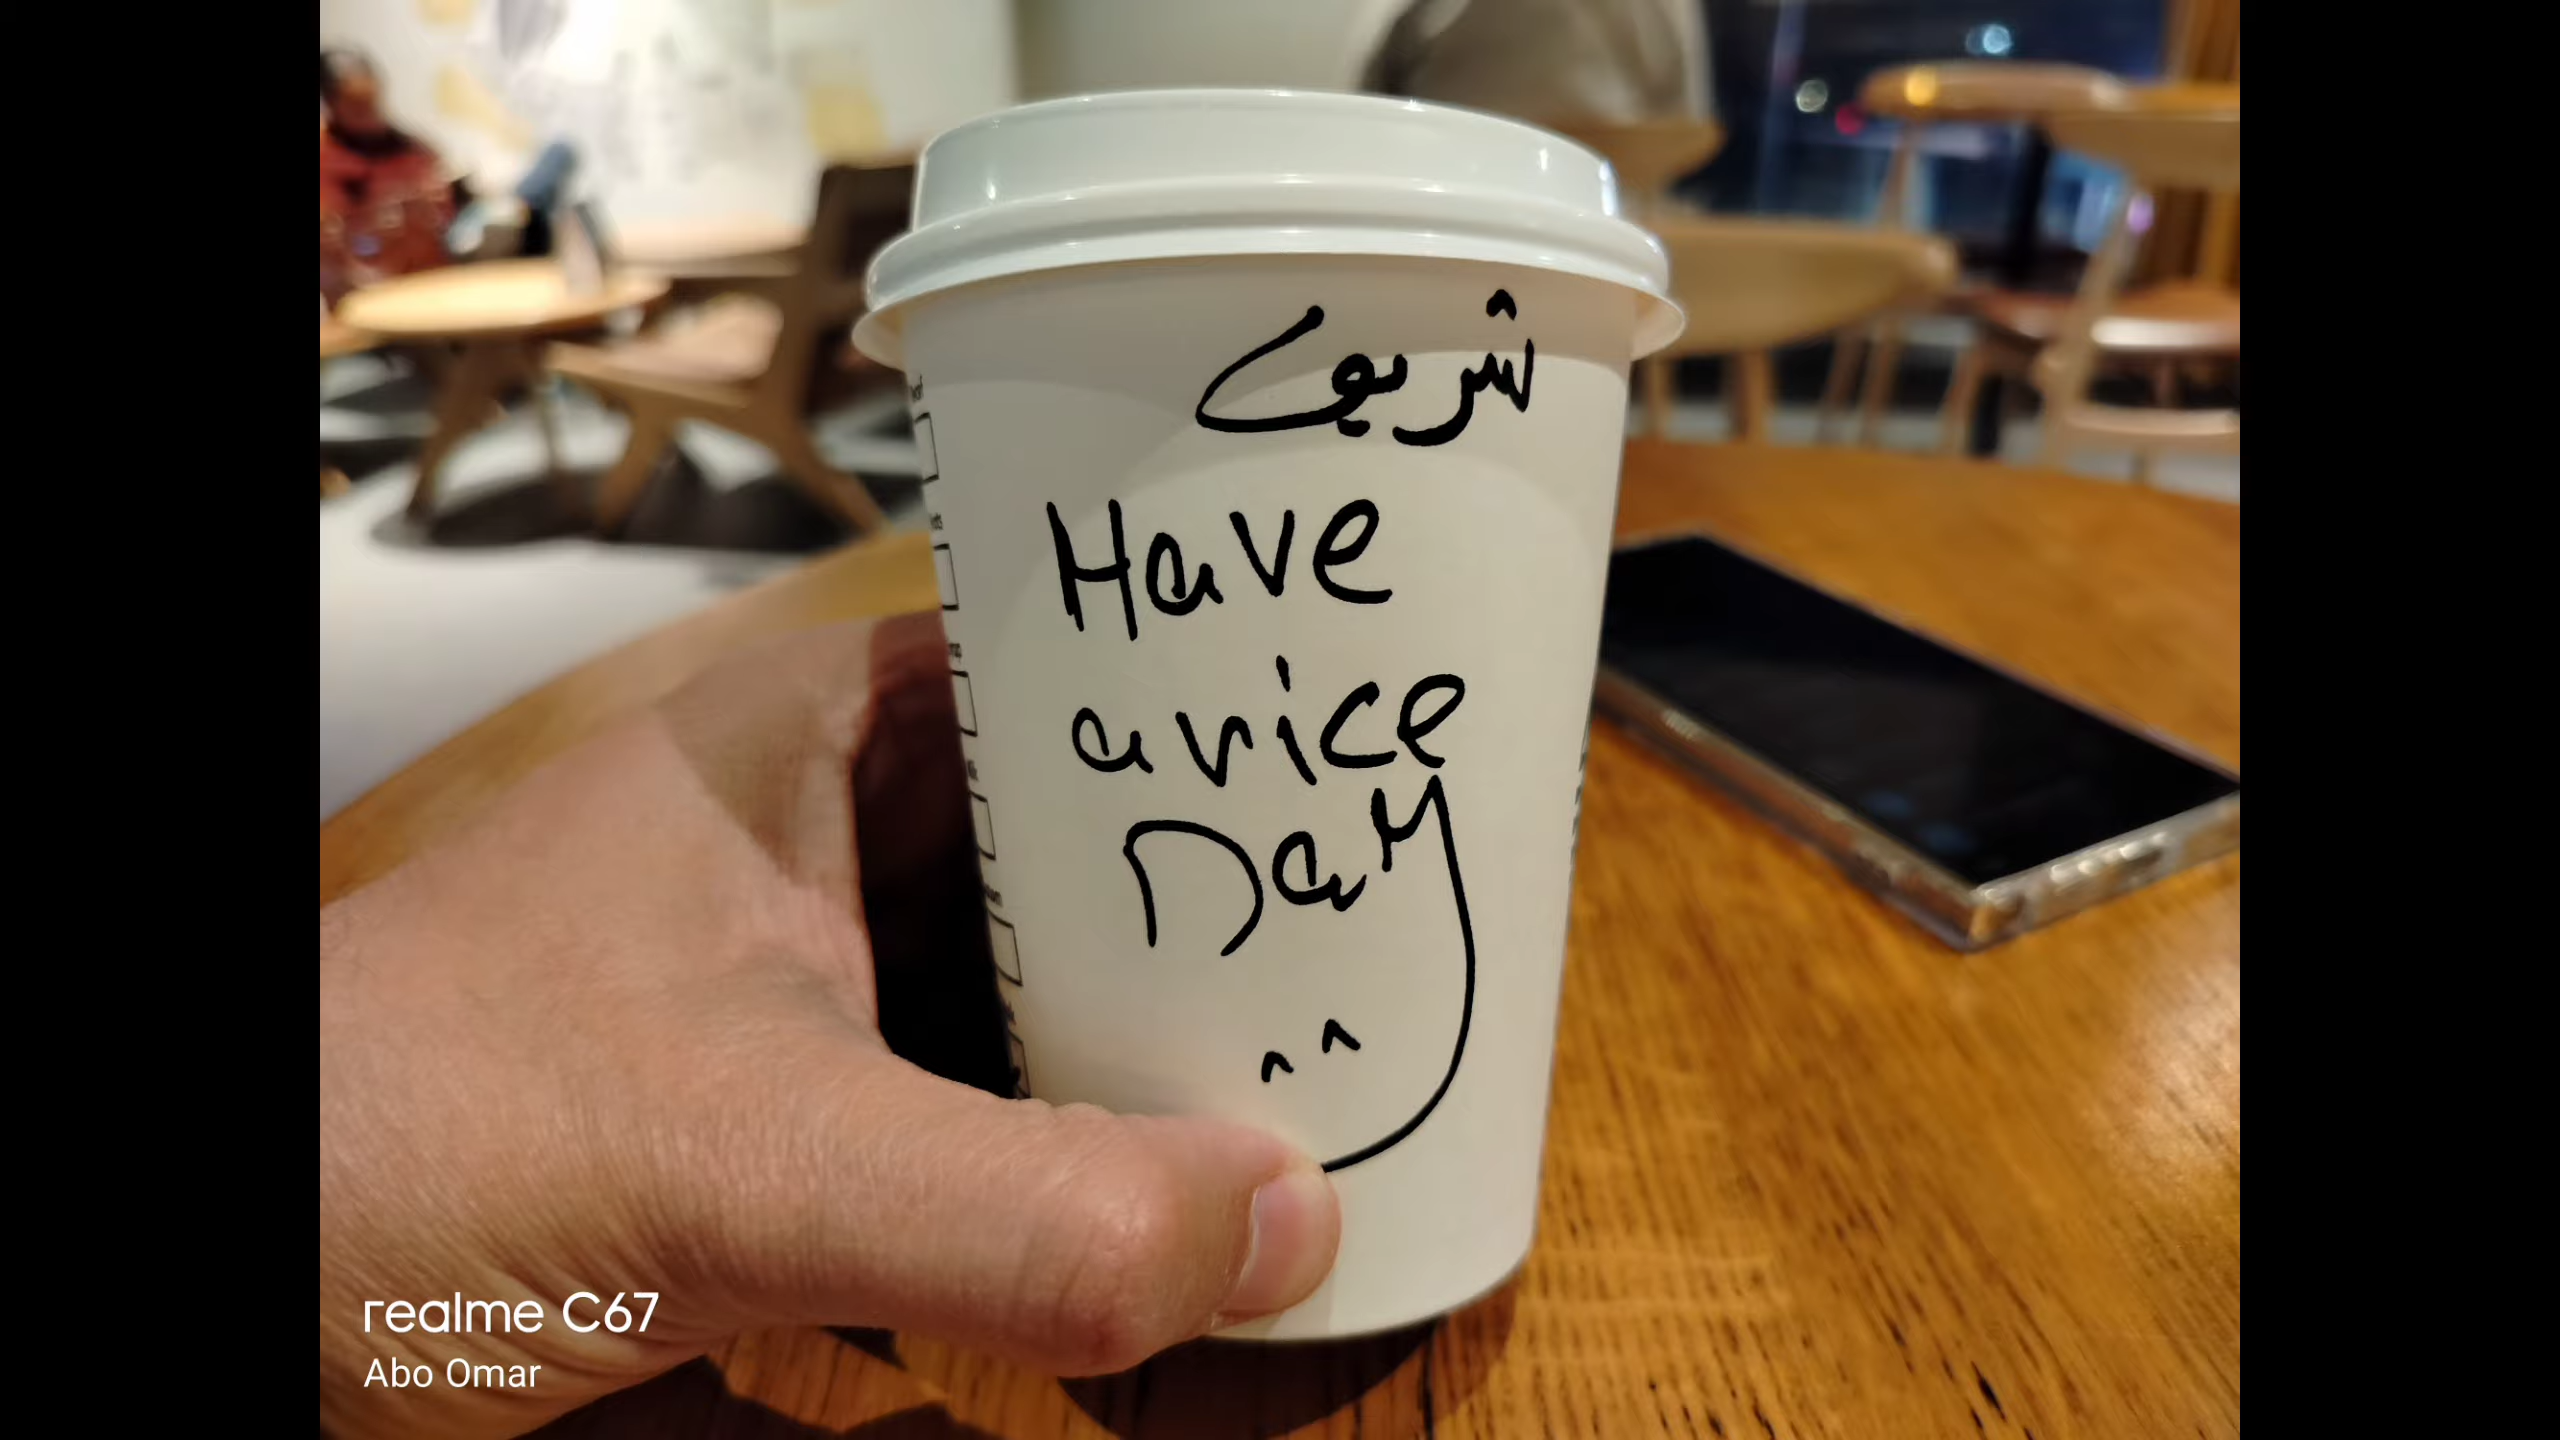 شريف
Have
a nice
Day
^ ^
realme C67
Abo Omar